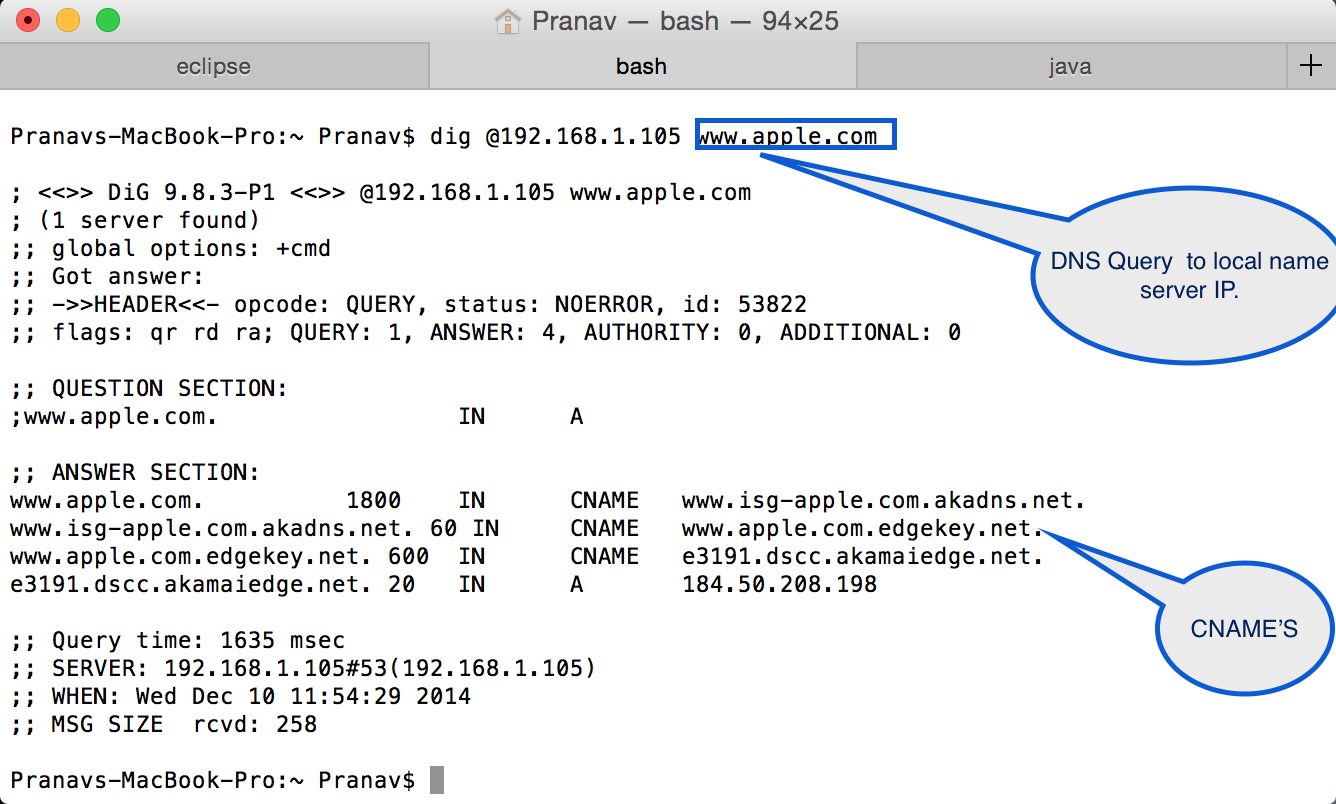 Pranav — bash — 94×25
eclipse bash java +
Pranavs-MacBook-Pro:~ Pranav$ dig @192.168.1.105 www.apple.com
; <<>> DiG 9.8.3-P1 <<>> @192.168.1.105 www.apple.com
; (1 server found)
;; global options: +cmd
;; Got answer:
;; ->>HEADER<<- opcode: QUERY, status: NOERROR, id: 53822
;; flags: qr rd ra; QUERY: 1, ANSWER: 4, AUTHORITY: 0, ADDITIONAL: 0
DNS Query to local name
server IP.
;; QUESTION SECTION:
;www.apple.com. IN A
;; ANSWER SECTION:
www.apple.com. 1800 IN CNAME www.isg-apple.com.akadns.net.
www.isg-apple.com.akadns.net. 60 IN CNAME www.apple.com.edgekey.net.
www.apple.com.edgekey.net. 600 IN CNAME e3191.dscc.akamaiedge.net.
e3191.dscc.akamaiedge.net. 20 IN A 184.50.208.198
CNAME’S
;; Query time: 1635 msec
;; SERVER: 192.168.1.105#53(192.168.1.105)
;; WHEN: Wed Dec 10 11:54:29 2014
;; MSG SIZE rcvd: 258
Pranavs-MacBook-Pro:~ Pranav$